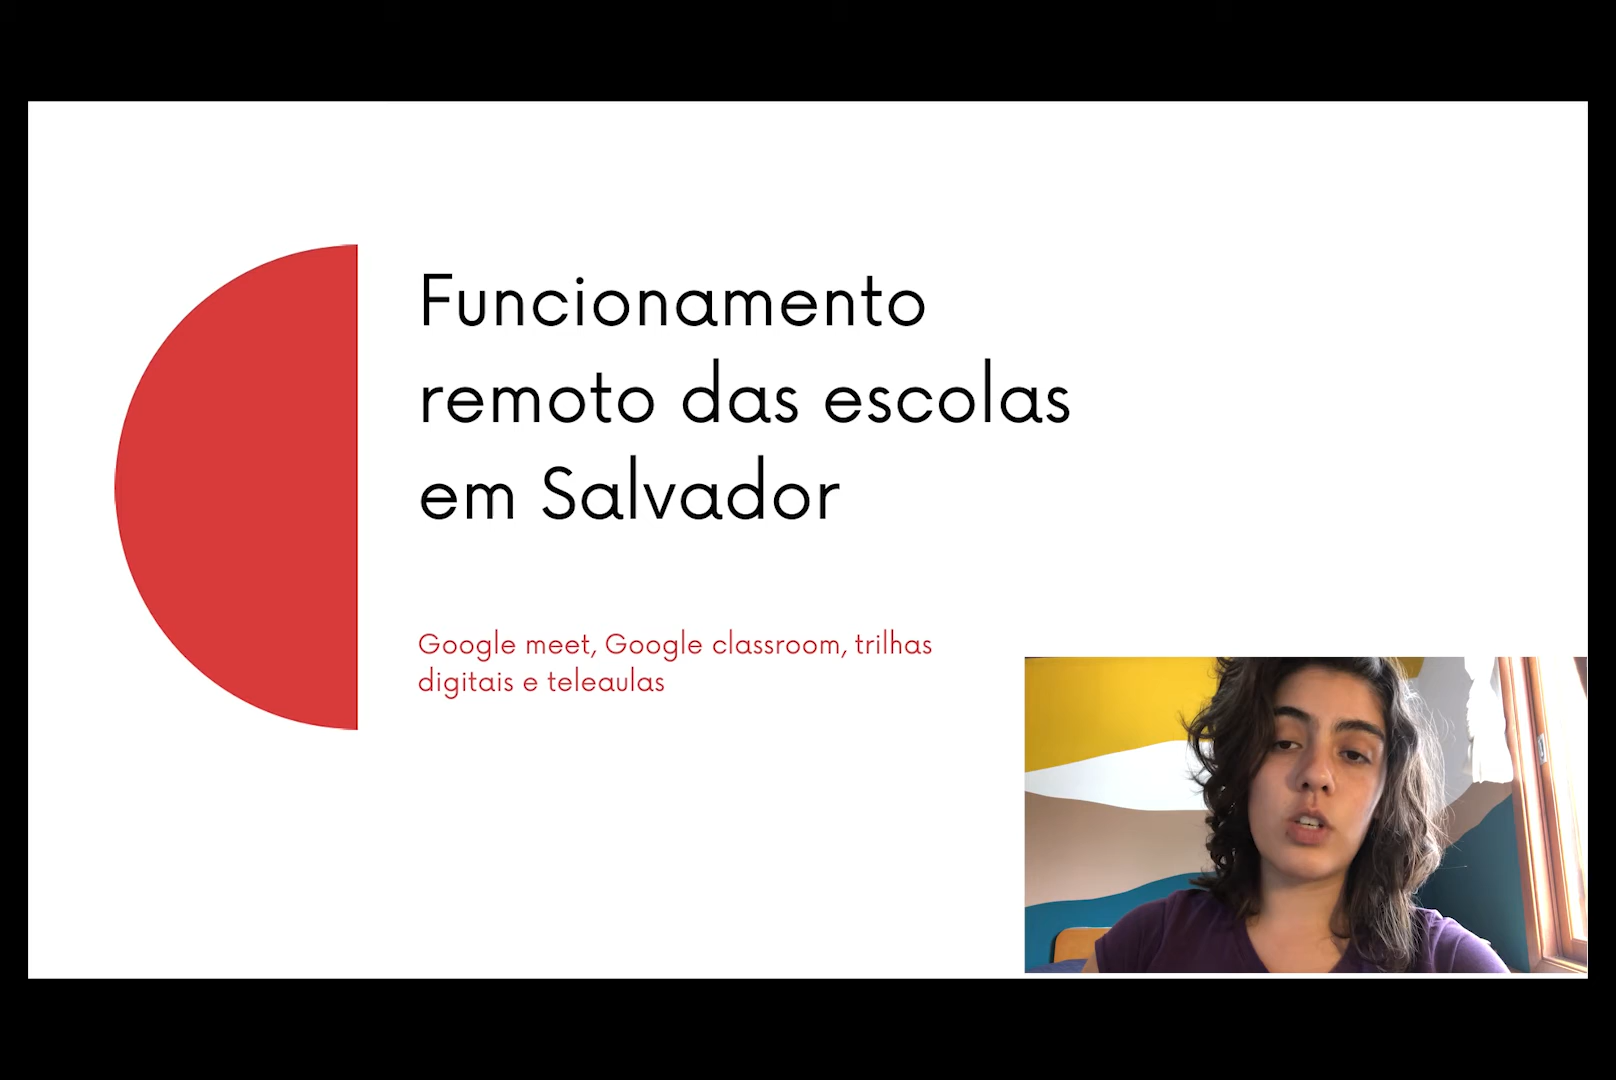 Funcionamento
remoto das escolas
em Salvador
Google meet, Google classroom, trilhas
digitais e teleaulas